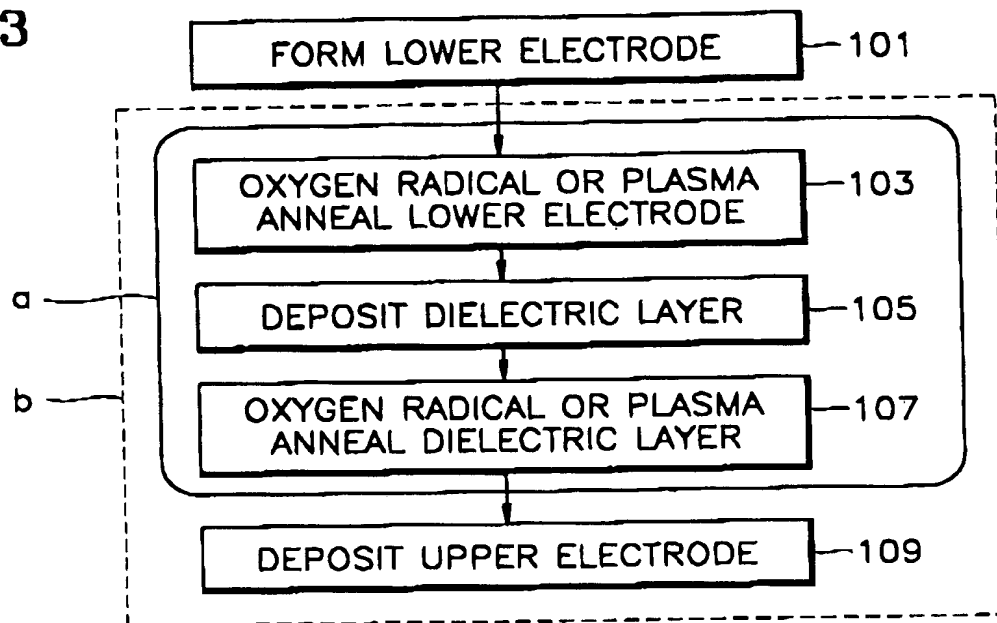 3
FORM LOWER ELECTRODE 101
OXYGEN RADICAL OR PLASMA
ANNEAL LOWER ELECTRODE 103
a
DEPOSIT DIELECTRIC LAYER 105
b
OXYGEN RADICAL OR PLASMA
ANNEAL DIELECTRIC LAYER 107
DEPOSIT UPPER ELECTRODE 109